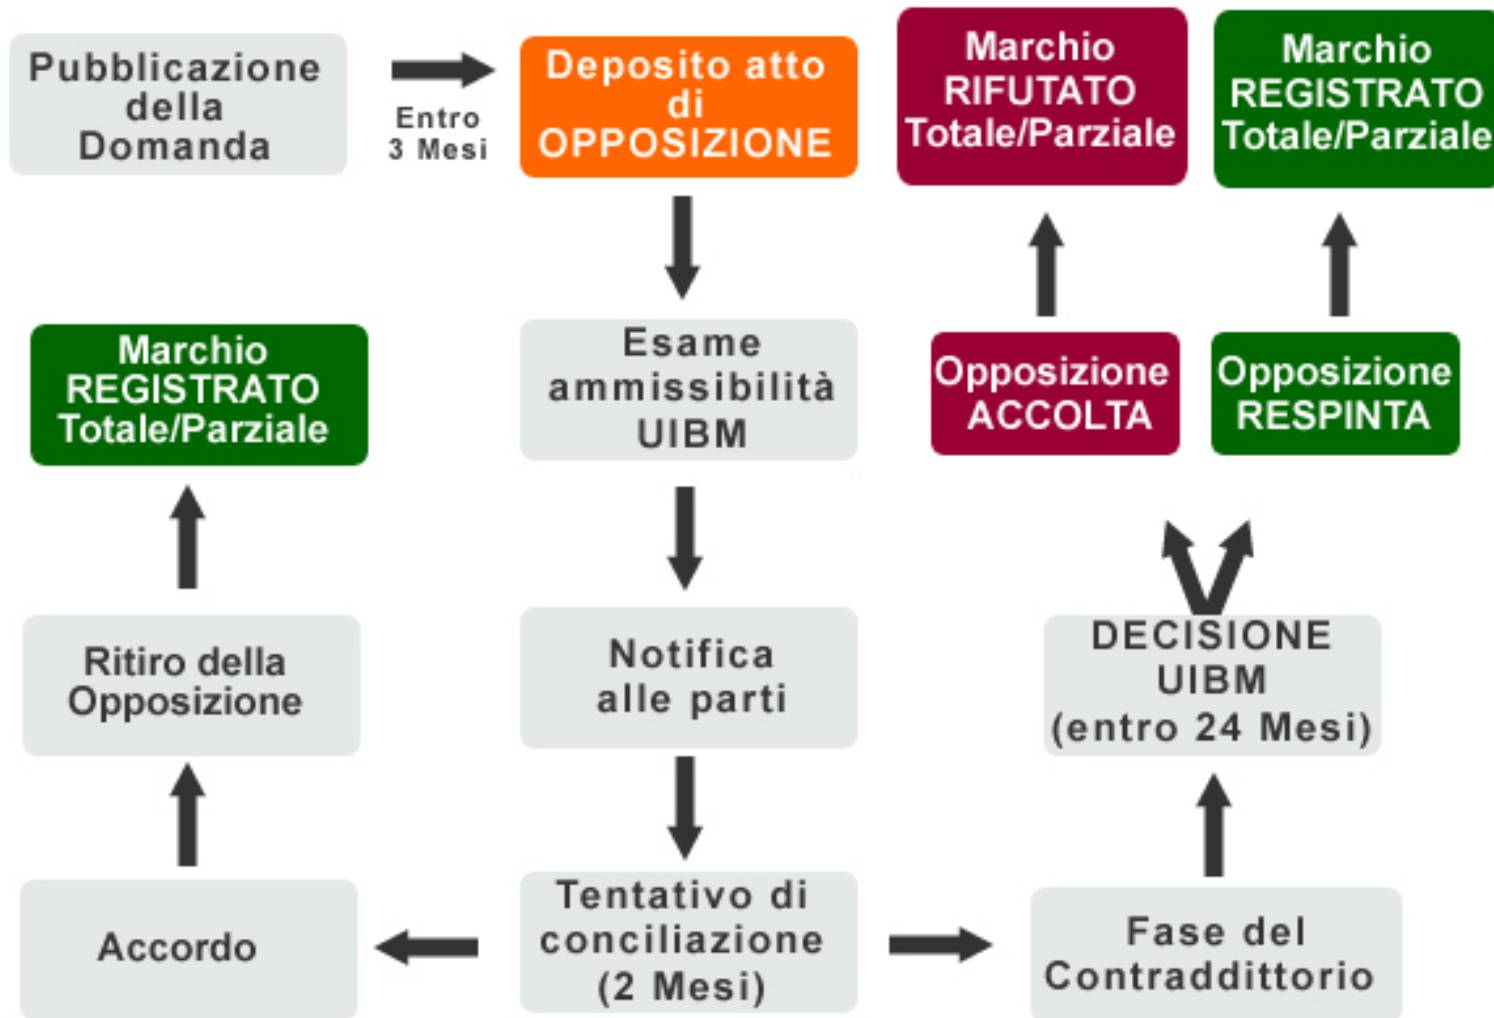 Pubblicazione
della
Domanda
Entro
3 Mesi
Deposito atto
di
OPPOSIZIONE
Marchio
RIFUTATO
Totale/Parziale
Marchio
REGISTRATO
Totale/Parziale
Marchio
REGISTRATO
Totale/Parziale
Esame
ammissibilità
UIBM
Opposizione
ACCOLTA
Opposizione
RESPINTA
Ritiro della
Opposizione
Notifica
alle parti
DECISIONE
UIBM
(entro 24 Mesi)
Accordo
Tentativo di
conciliazione
(2 Mesi)
Fase del
Contraddittorio